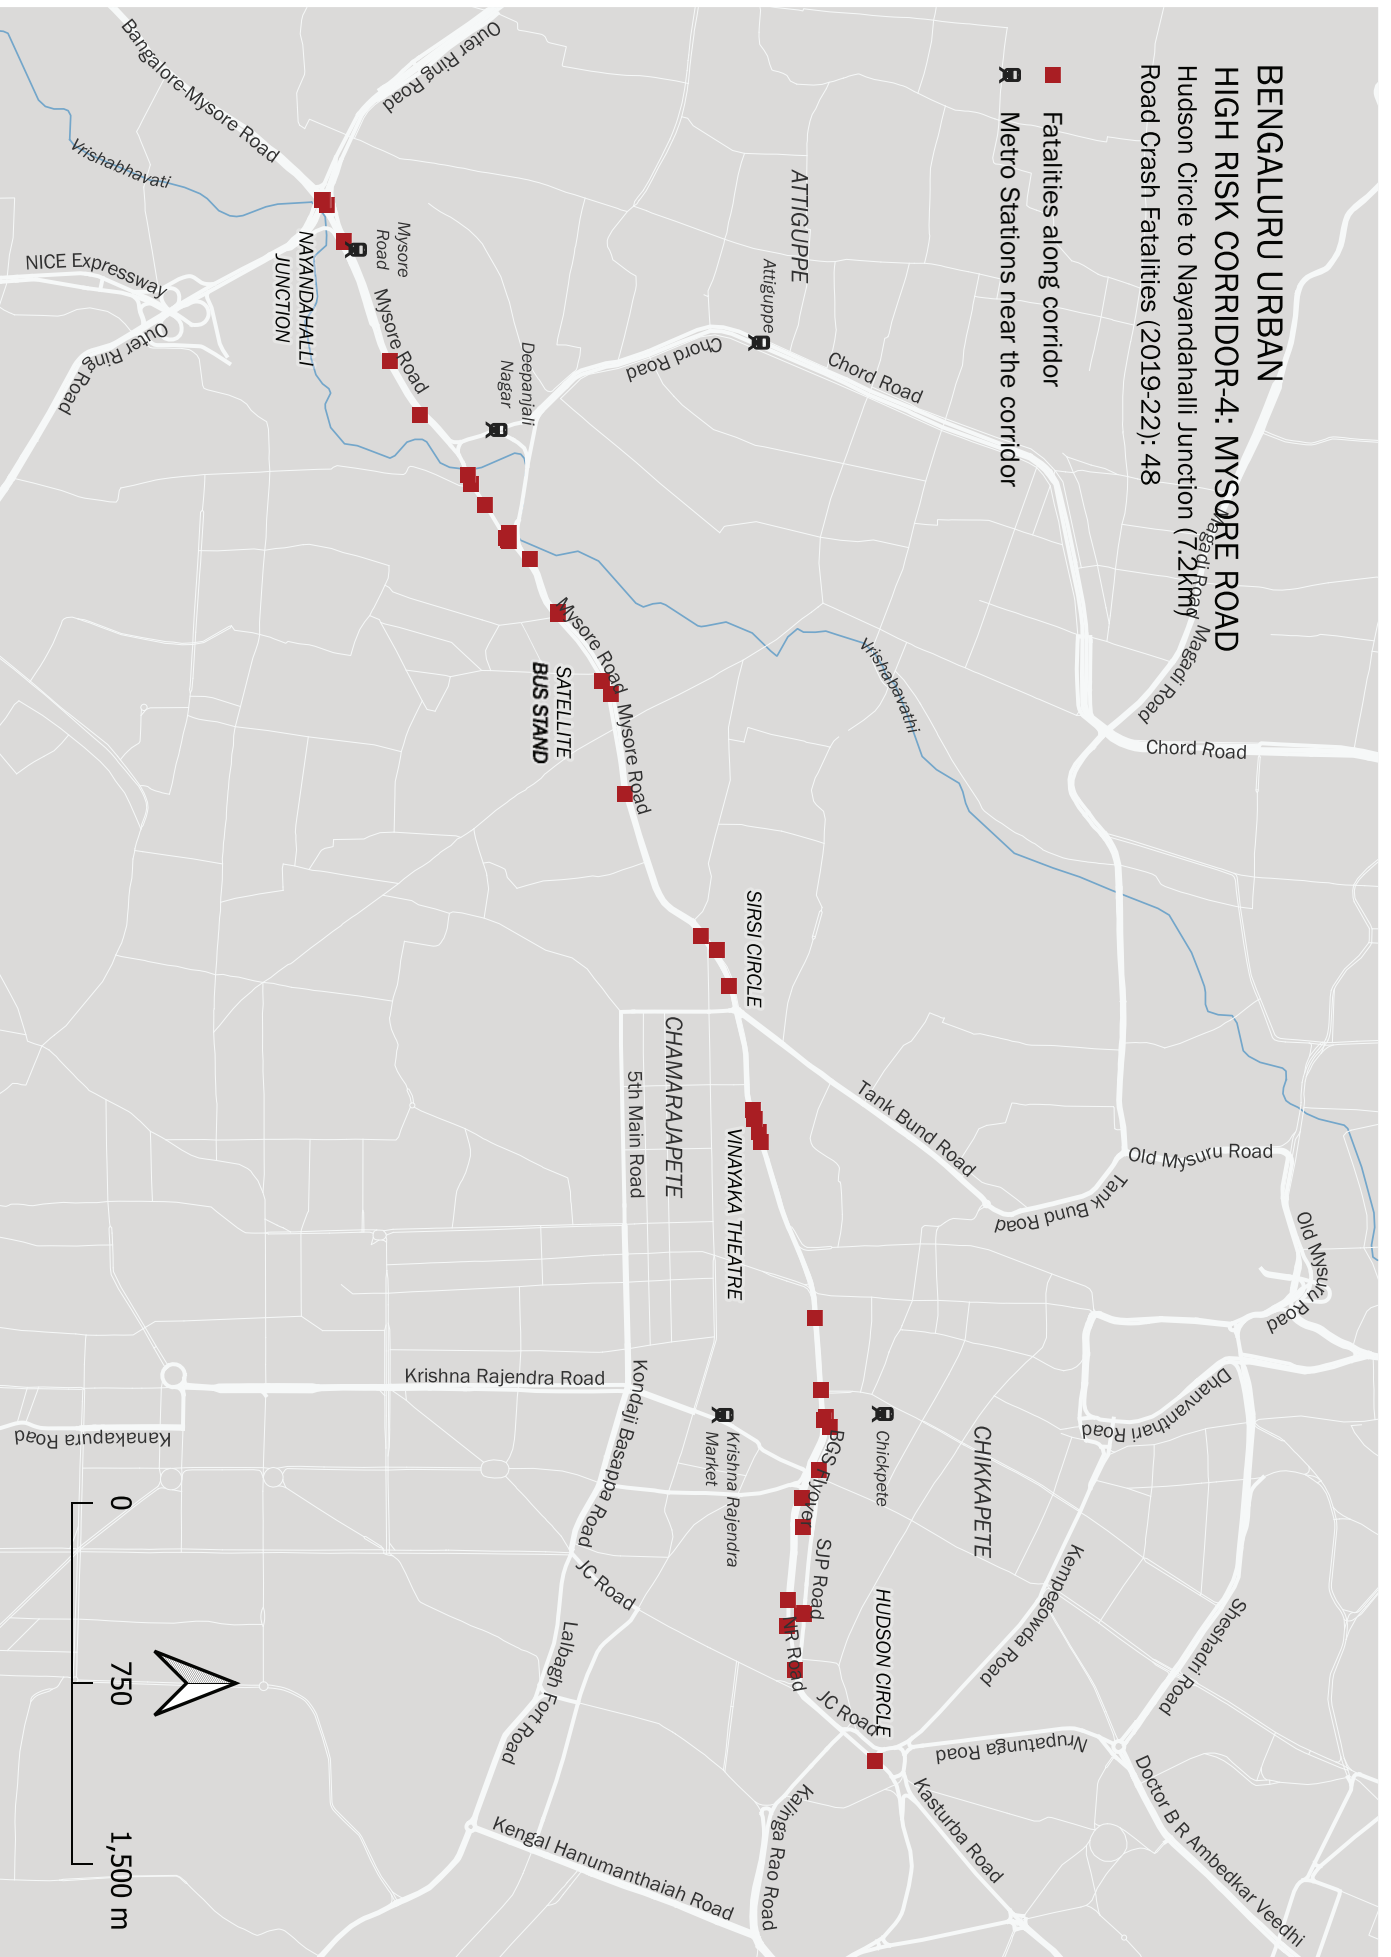 BENGALURU URBAN
HIGH RISK CORRIDOR-4: MYSORE ROAD
Hudson Circle to Nayandahalli Junction (7.2km)
Road Crash Fatalities (2019-22): 48
Fatalities along corridor
Metro Stations near the corridor
Magadi Road
Magadi Road
Chord Road
Chord Road
Chord Road
ATTIGUPPE
Attiguppe
Outer Ring
Road
Bangalore-Mysore Road
Vrishabhavati
Mysore
Road
Mysore Road
Deepanjali
Nagar
NAYANDAHALLI
JUNCTION
NICE Expressway
Outer Ring
Road
Vrishabavathi
Mysore Road
Mysore Road
SATELLITE
BUS STAND
SIRSI CIRCLE
Tank Bund Road
Tank Bund Road
Old Mysuru Road
Old Mysuru Road
CHAMARAJAPETE
5th Main Road
VINAYAKA THEATRE
Dhanvanthari Road
CHIKKAPETE
Chickpete
BGS Flyover
Krishna Rajendra
Market
Krishna Rajendra Road
Kondaji Basappa Road
Kanakapura Road
SJP Road
NR Road
JC Road
JC Road
HUDSON CIRCLE
Kempegowda Road
Sheshadri Road
Nrupatunga Road
Lalbagh Fort Road
Kasturba Road
Kalinga Rao Road
Doctor B R Ambedkar Veedhi
Kengal Hanumanthaiah Road
0
750
1,500 m